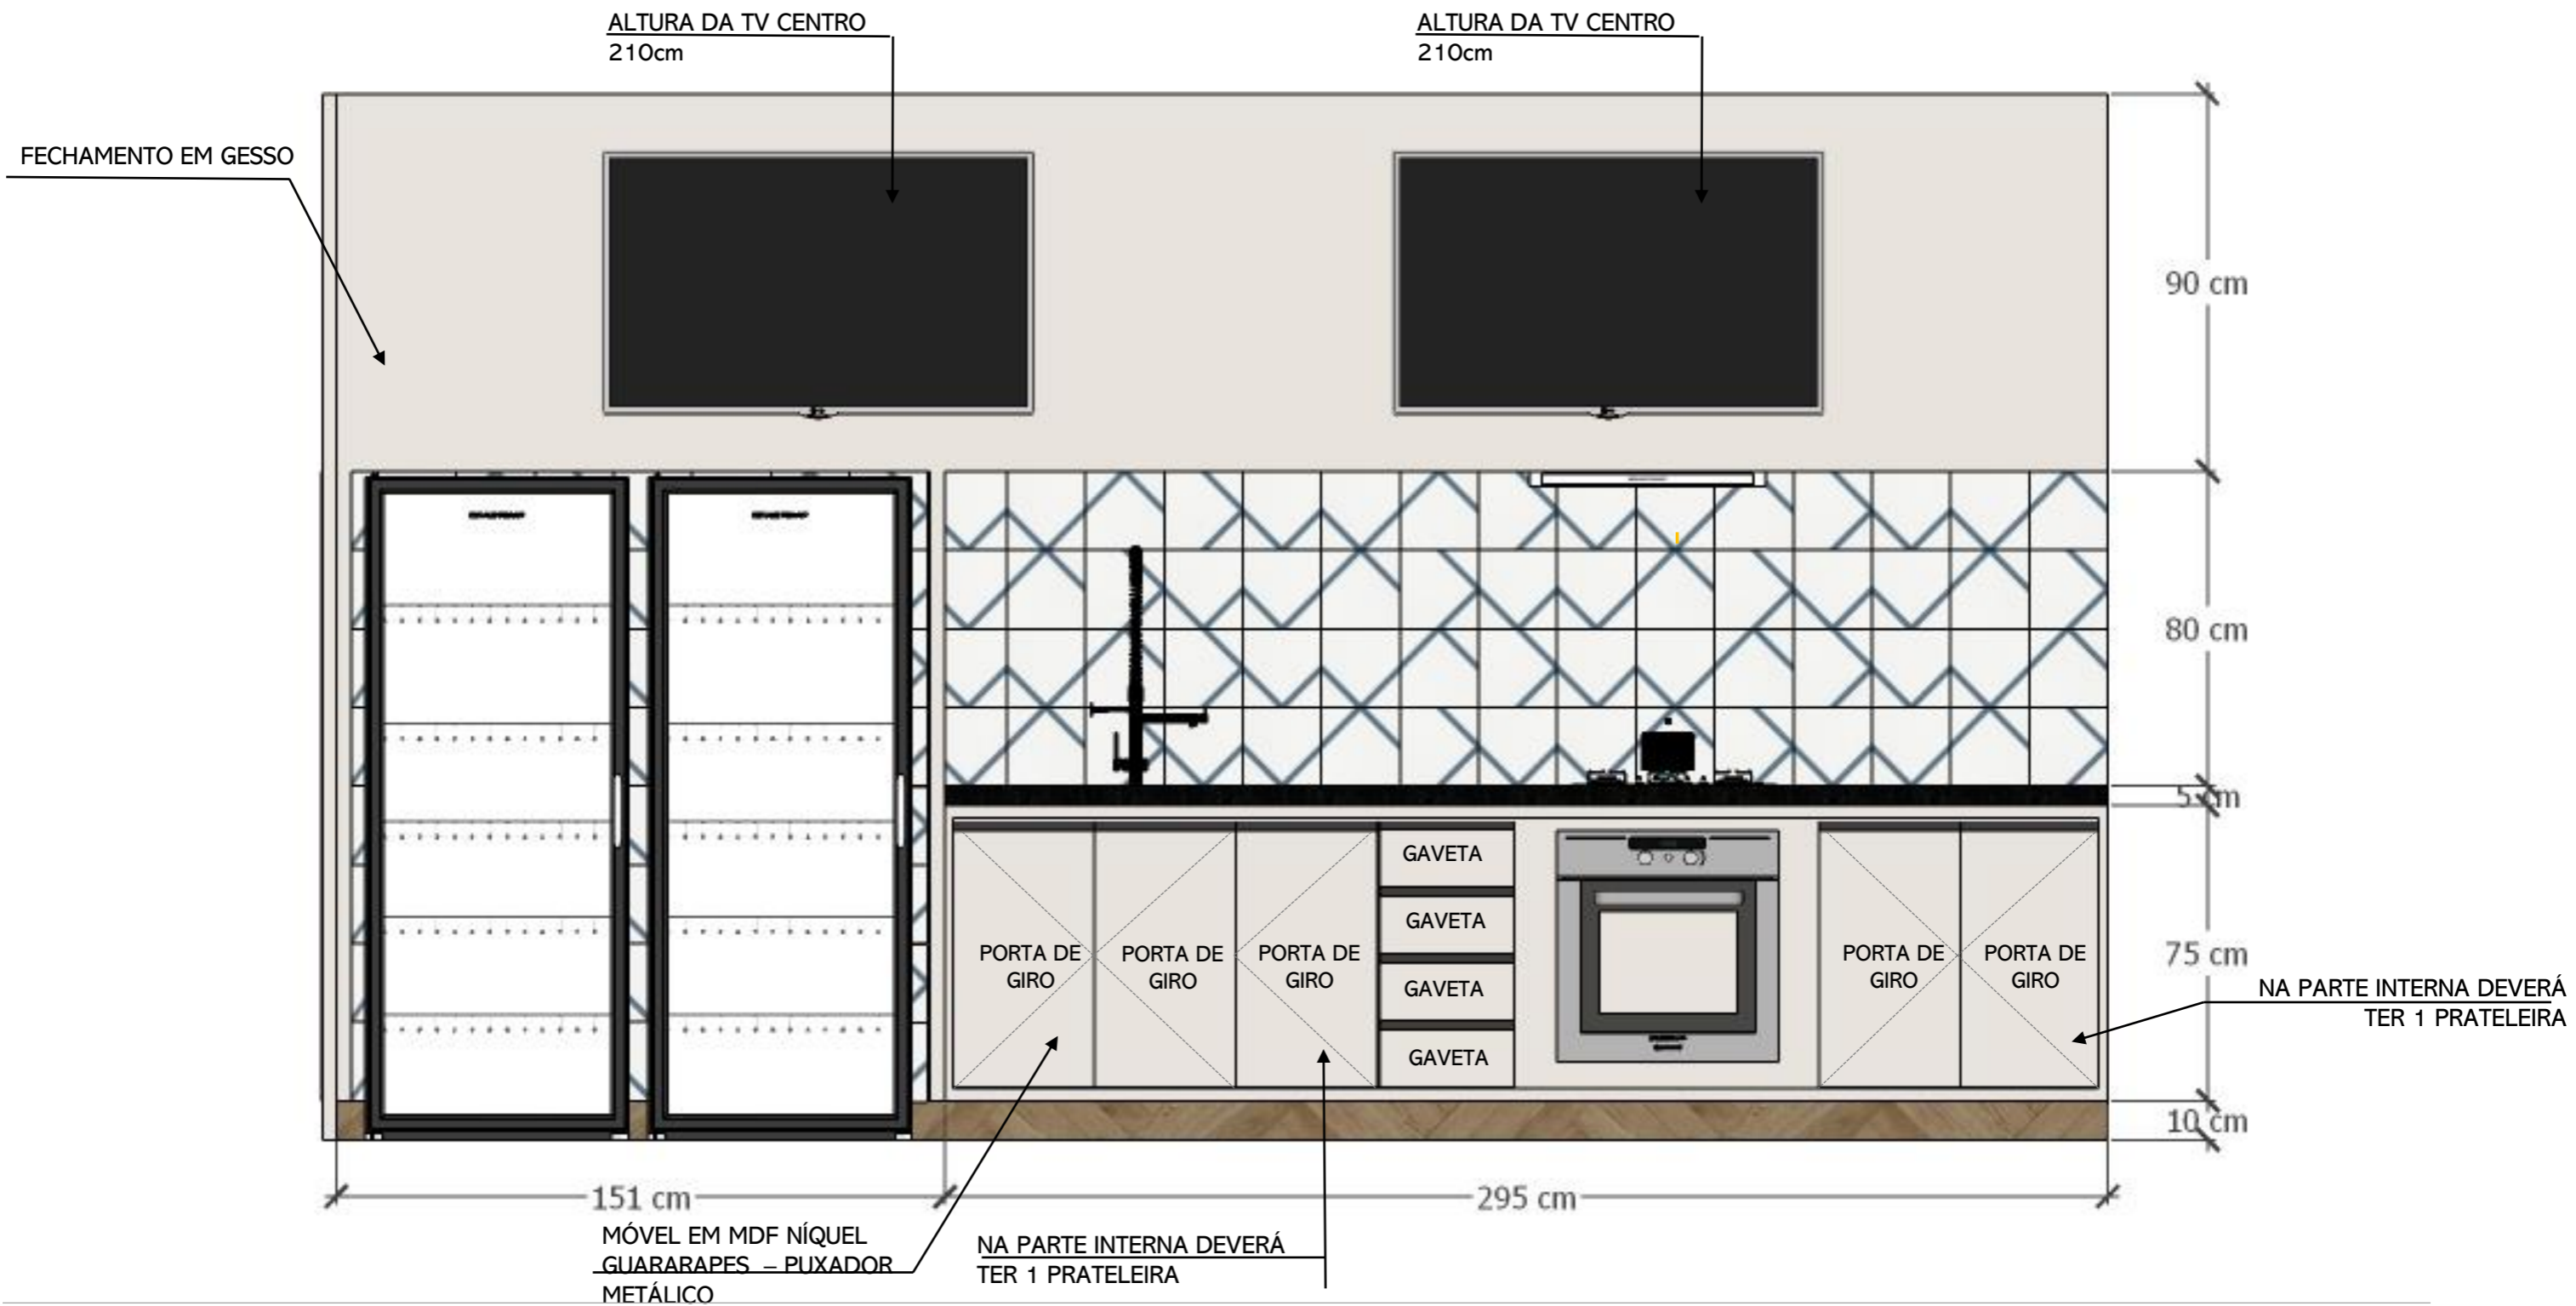 ALTURA DA TV CENTRO
210cm
ALTURA DA TV CENTRO
210cm
FECHAMENTO EM GESSO
90 cm
80 cm
5 cm
75 cm
10 cm
GAVETA
GAVETA
GAVETA
GAVETA
PORTA DE
GIRO
PORTA DE
GIRO
PORTA DE
GIRO
PORTA DE
GIRO
PORTA DE
GIRO
NA PARTE INTERNA DEVERÁ
TER 1 PRATELEIRA
151 cm
295 cm
MÓVEL EM MDF NÍQUEL
GUARARAPES – PUXADOR
METÁLICO
NA PARTE INTERNA DEVERÁ
TER 1 PRATELEIRA